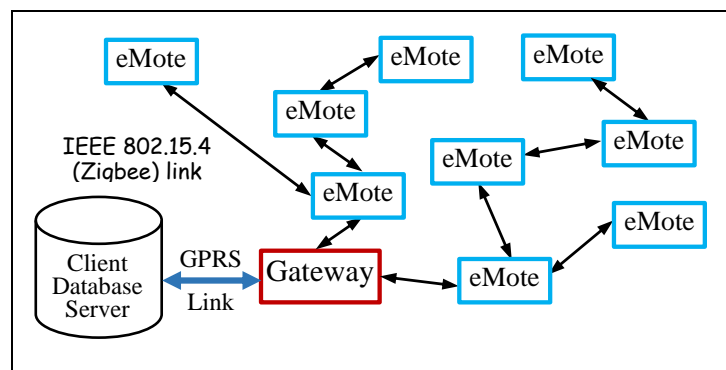 eMote
eMote
eMote
eMote
IEEE 802.15.4
(Zigbee) link
eMote
eMote
eMote
eMote
Client
Database
Server
GPRS
Link
Gateway
eMote